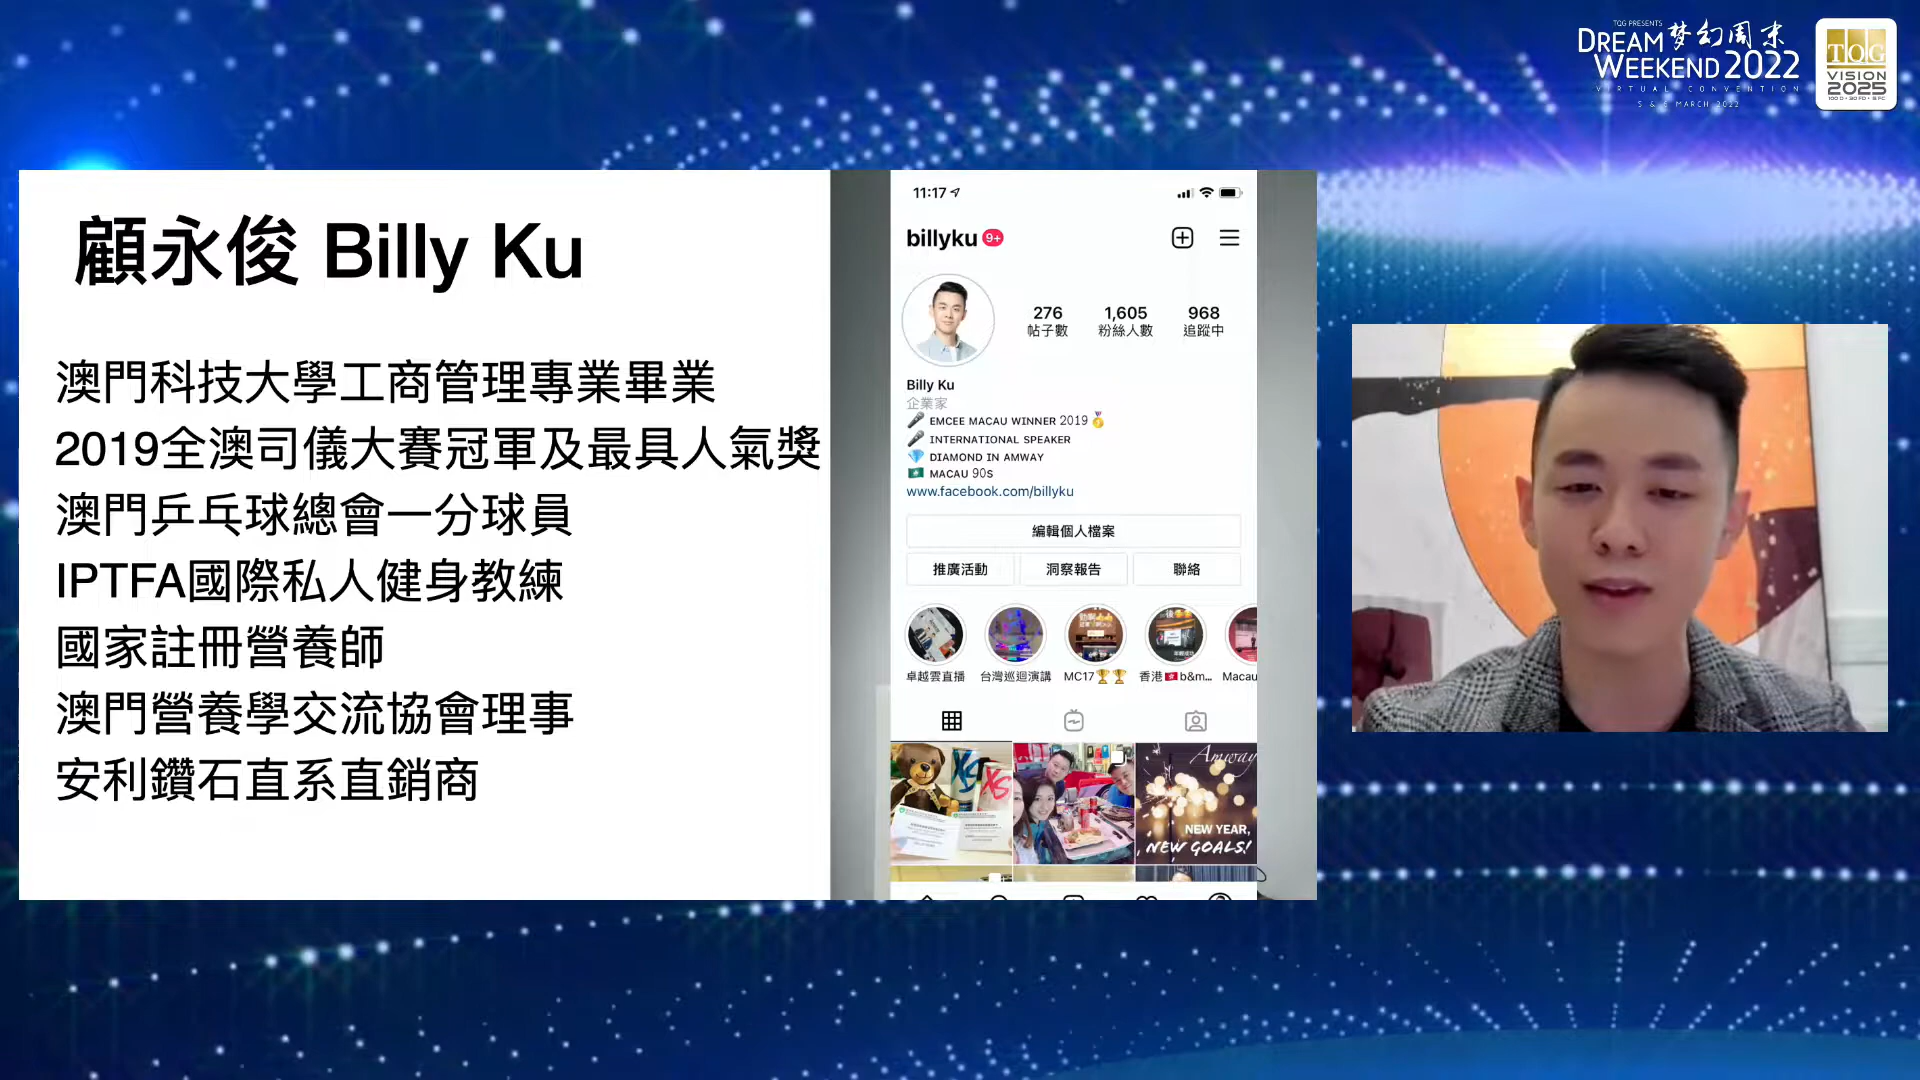 TQG PRESENTS
DREAM 梦幻周末
WEEKEND 2022
VIRTUAL CONVENTION
5 & 6 MARCH 2022
TQG
VISION
2025
顧永俊 Billy Ku
澳門科技大學工商管理專業畢業
2019全澳司儀大賽冠軍及最具人氣獎
澳門乒乓球總會一分球員
IPTFA國際私人健身教練
國家註冊營養師
澳門營養學交流協會理事
安利鑽石直系直銷商
11:17
billyku 9+
276 1,605 968
帖子數 粉絲人數 追蹤中
Billy Ku
企業家
🎤 EMCEE MACAU WINNER 2019 🥇
🎤 INTERNATIONAL SPEAKER
💎 DIAMOND IN AMWAY
🇲🇴 MACAU 90S
www.facebook.com/billyku
編輯個人檔案
推廣活動 洞察報告 聯絡
卓越雲直播 台灣巡迴演講 MC17🏆🏆 香港🇭🇰b&m... Macau
XS XS
Amway
NEW YEAR,
NEW GOALS!